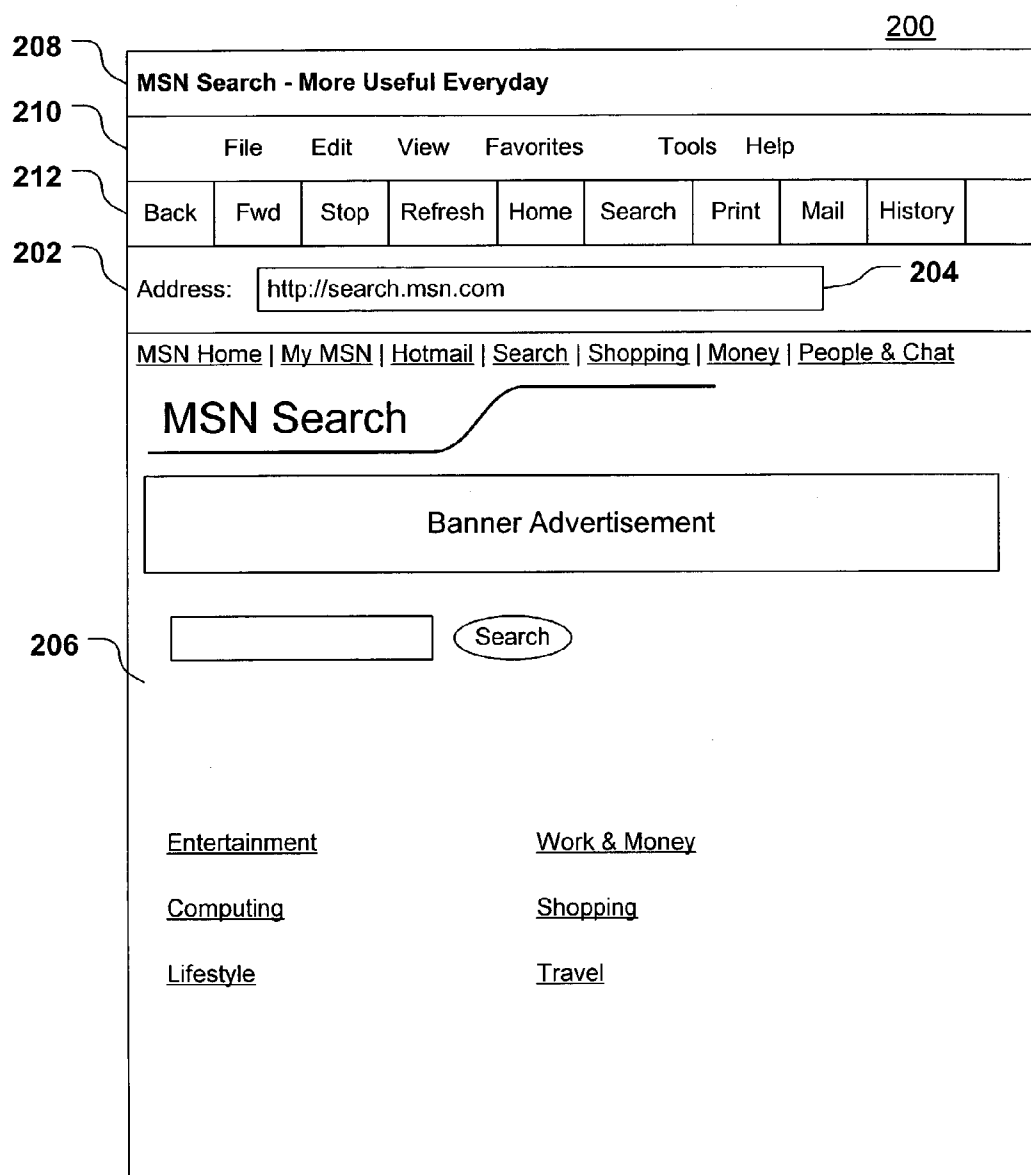 200
208
MSN Search - More Useful Everyday
210
File Edit View Favorites Tools Help
212
Back Fwd Stop Refresh Home Search Print Mail History
202
Address: http://search.msn.com
204
MSN Home | My MSN | Hotmail | Search | Shopping | Money | People & Chat
MSN Search
Banner Advertisement
Search
206
Entertainment Work & Money
Computing Shopping
Lifestyle Travel